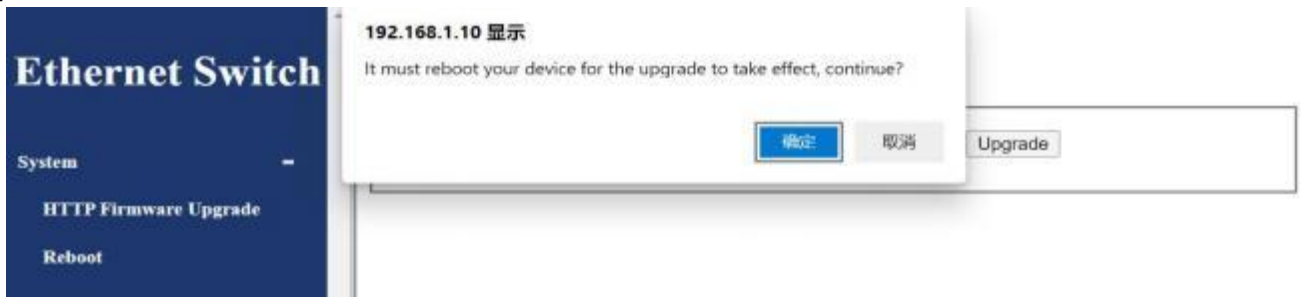 192.168.1.10 显示
It must reboot your device for the upgrade to take effect, continue?
确定 取消
Ethernet Switch
System -
HTTP Firmware Upgrade
Reboot
Upgrade